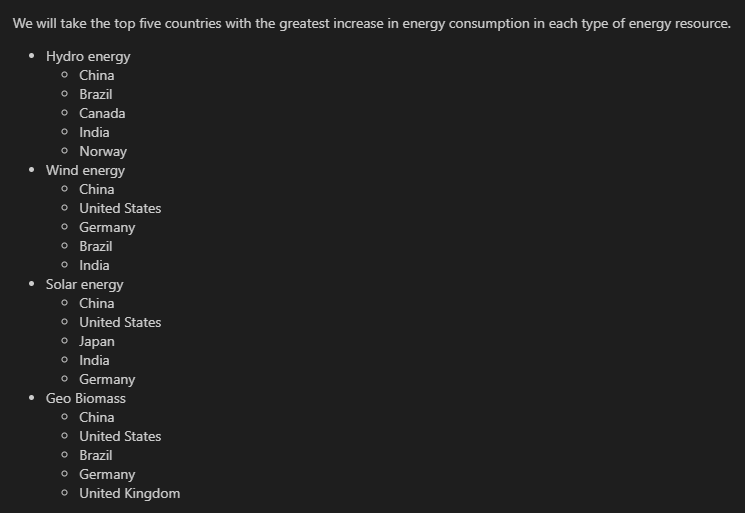 We will take the top five countries with the greatest increase in energy consumption in each type of energy resource.
Hydro energy
China
Brazil
Canada
India
Norway
Wind energy
China
United States
Germany
Brazil
India
Solar energy
China
United States
Japan
India
Germany
Geo Biomass
China
United States
Brazil
Germany
United Kingdom